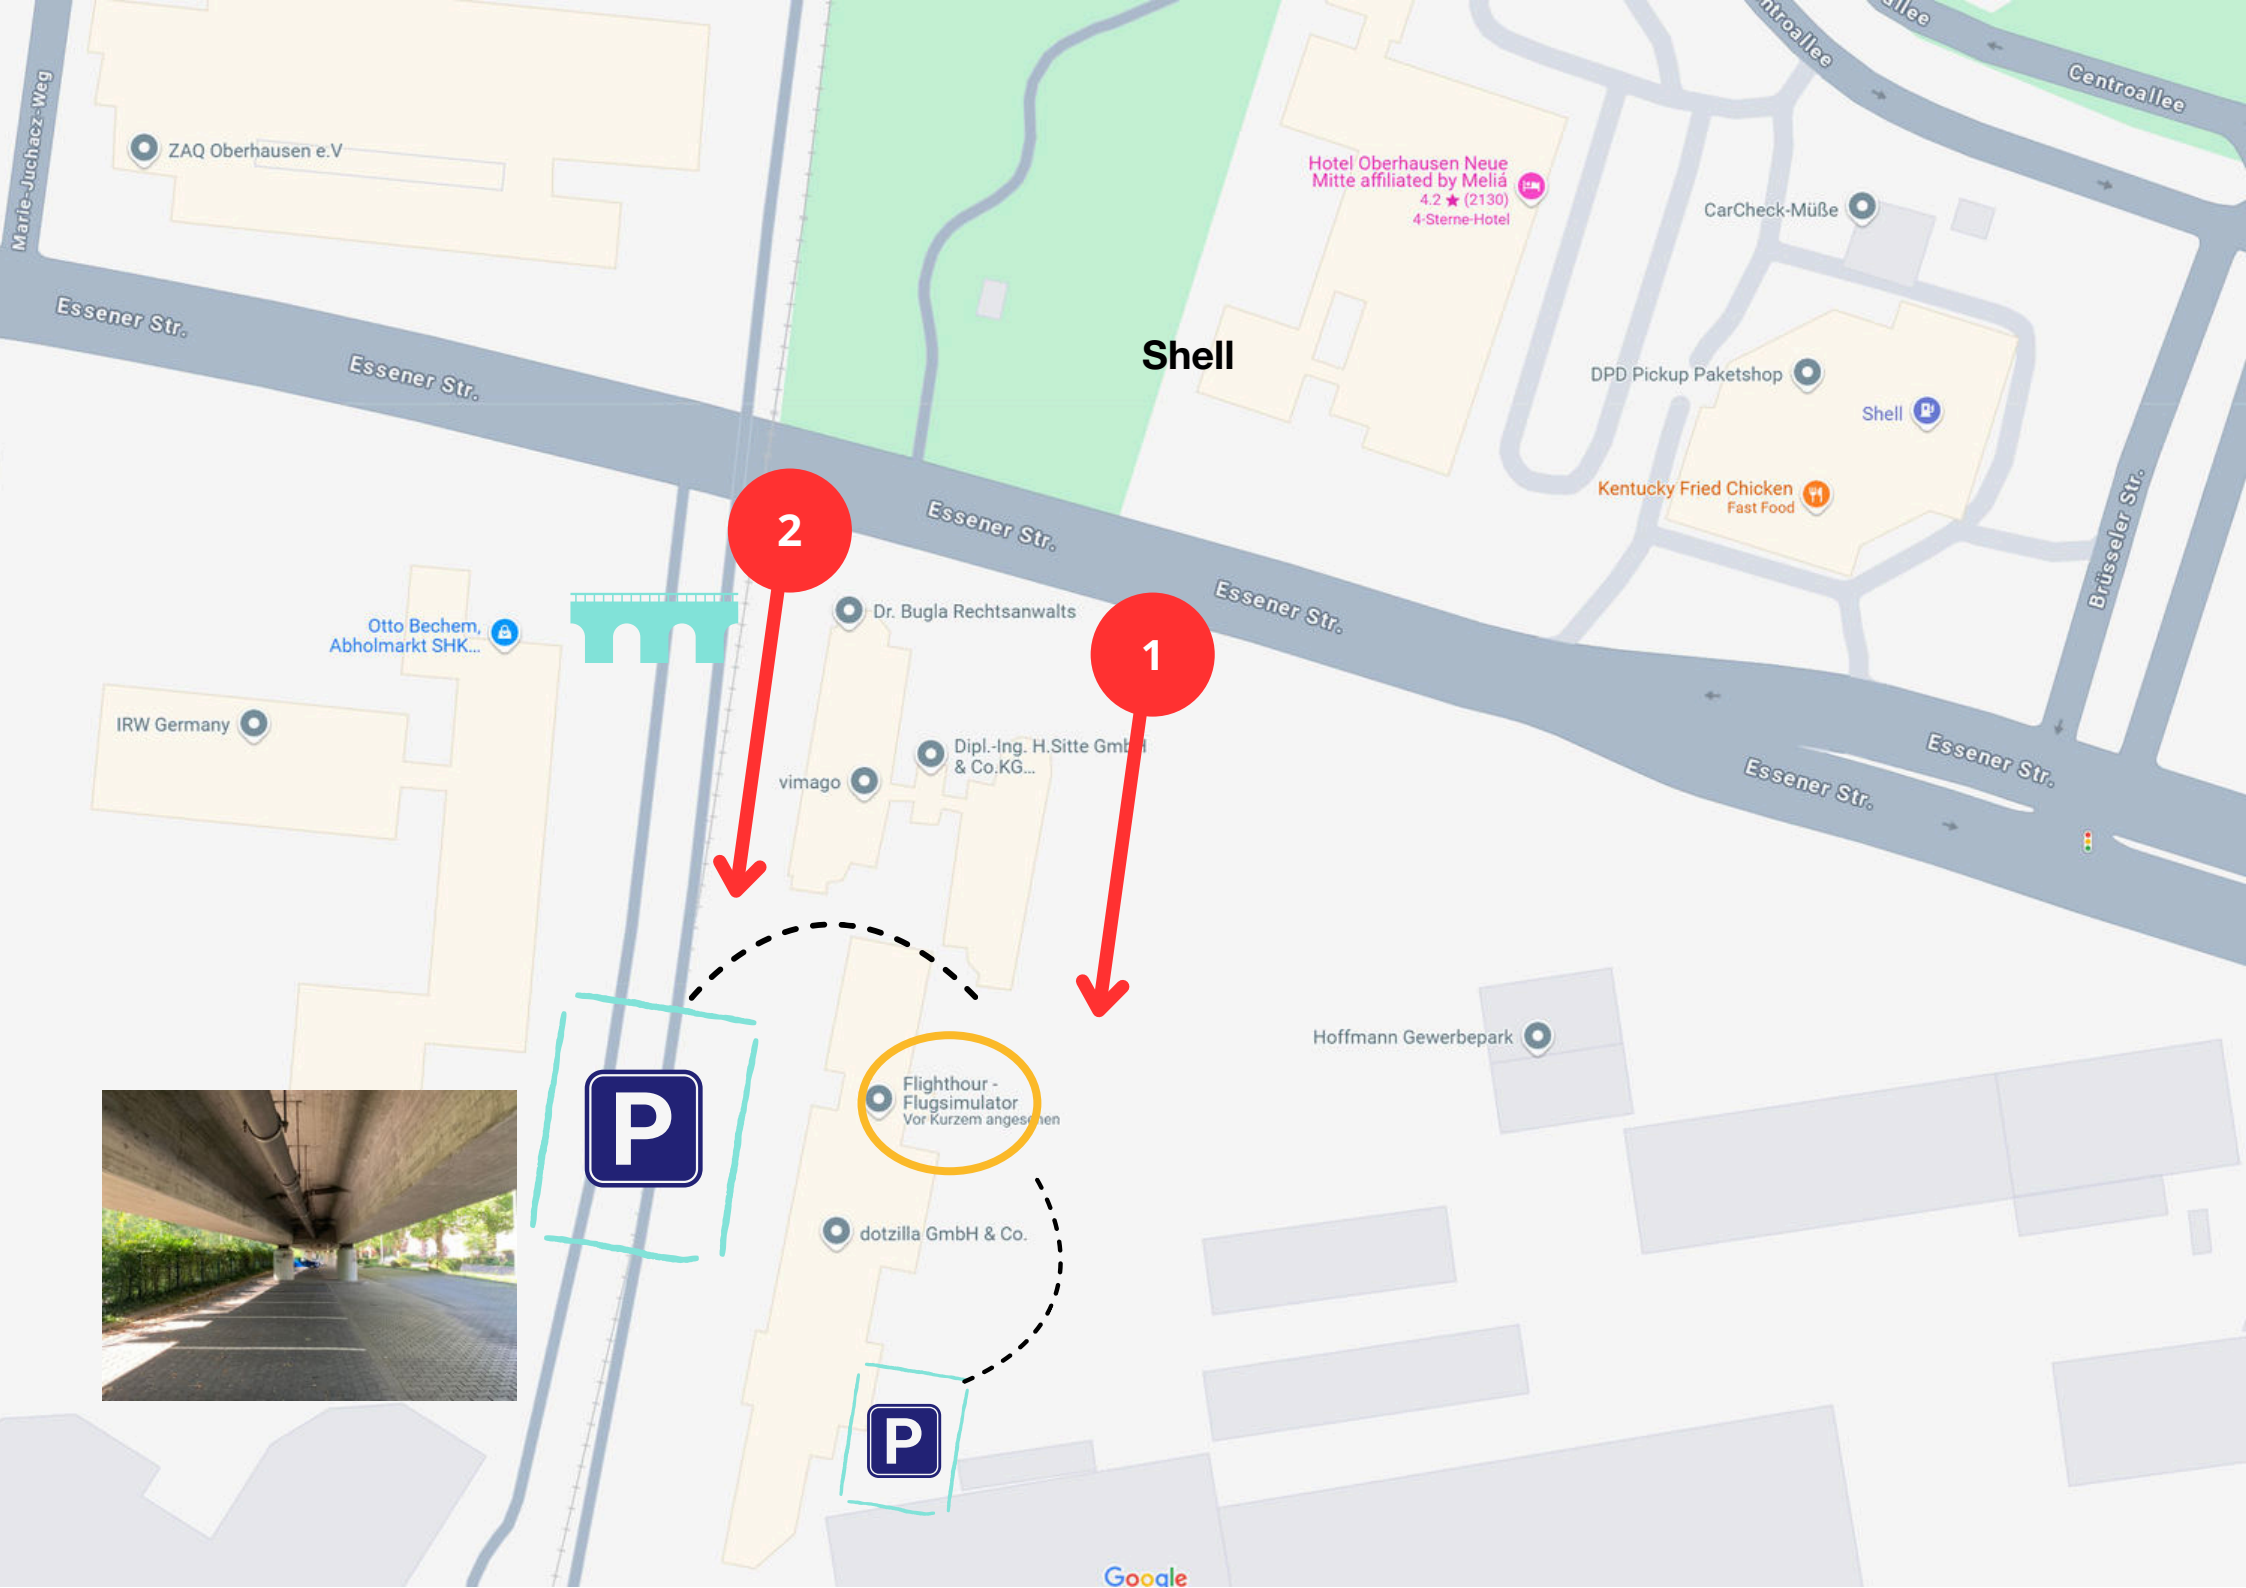 Centroallee
Centroallee
Marie-Juchacz-Weg
ZAQ Oberhausen e.V
Hotel Oberhausen Neue
Mitte affiliated by Meliá
4.2 ★ (2130)
4-Sterne-Hotel
CarCheck-Müße
Essener Str.
Essener Str.
Shell
DPD Pickup Paketshop
Shell
Kentucky Fried Chicken
Fast Food
Brüsseler Str.
2
Essener Str.
Essener Str.
Otto Bechem,
Abholmarkt SHK...
Dr. Bugla Rechtsanwalts
1
IRW Germany
Dipl.-Ing. H.Sitte GmbH
& Co.KG...
vimago
Essener Str.
Essener Str.
Hoffmann Gewerbepark
Flighthour -
Flugsimulator
Vor Kurzem angesehen
P
dotzilla GmbH & Co.
P
Google